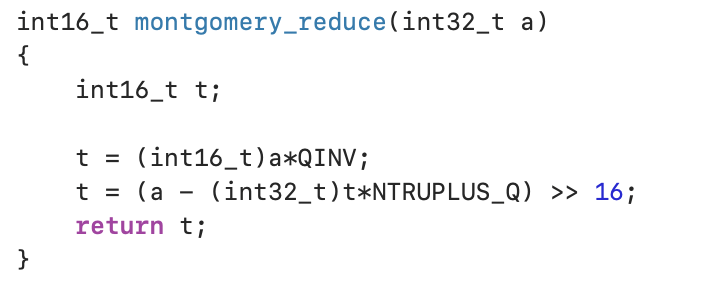 int16_t montgomery_reduce(int32_t a)
{
    int16_t t;

    t = (int16_t)a*QINV;
    t = (a - (int32_t)t*NTRUPLUS_Q) >> 16;
    return t;
}